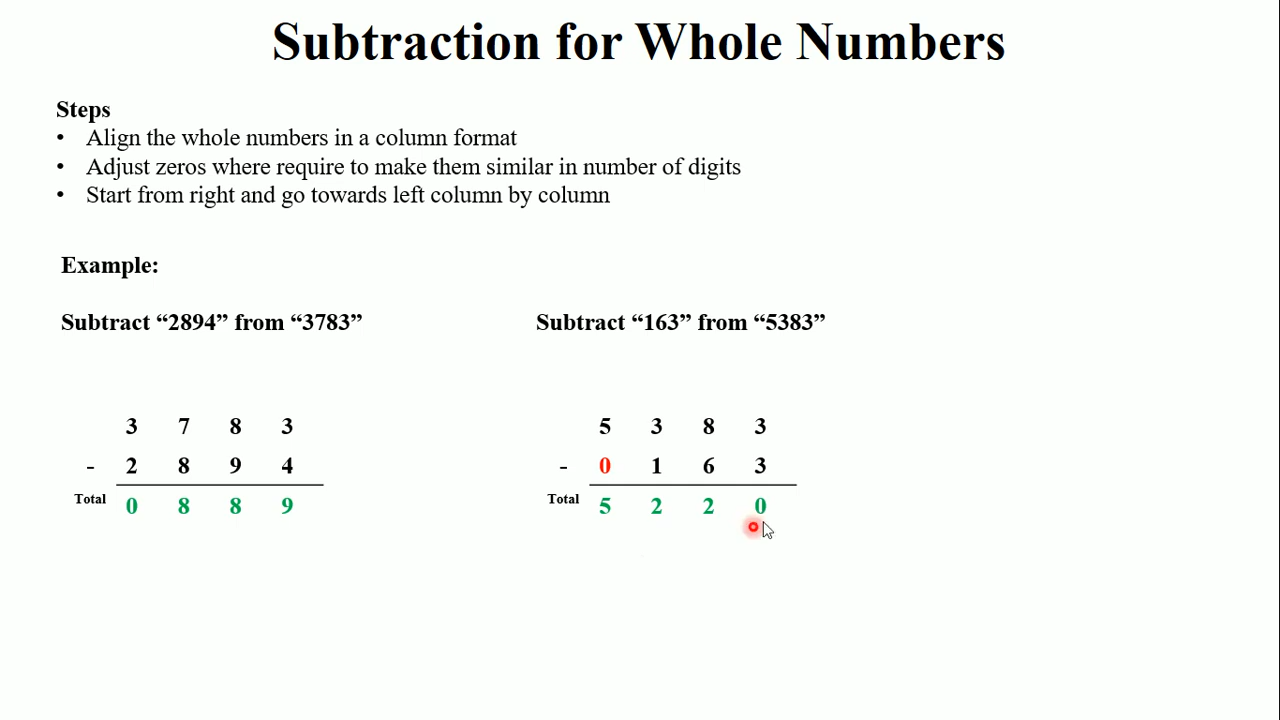 Subtraction for Whole Numbers
Steps
• Align the whole numbers in a column format
• Adjust zeros where require to make them similar in number of digits
• Start from right and go towards left column by column
Example:
Subtract “2894” from “3783”
3 7 8 3
- 2 8 9 4
Total 0 8 8 9
Subtract “163” from “5383”
5 3 8 3
- 0 1 6 3
Total 5 2 2 0